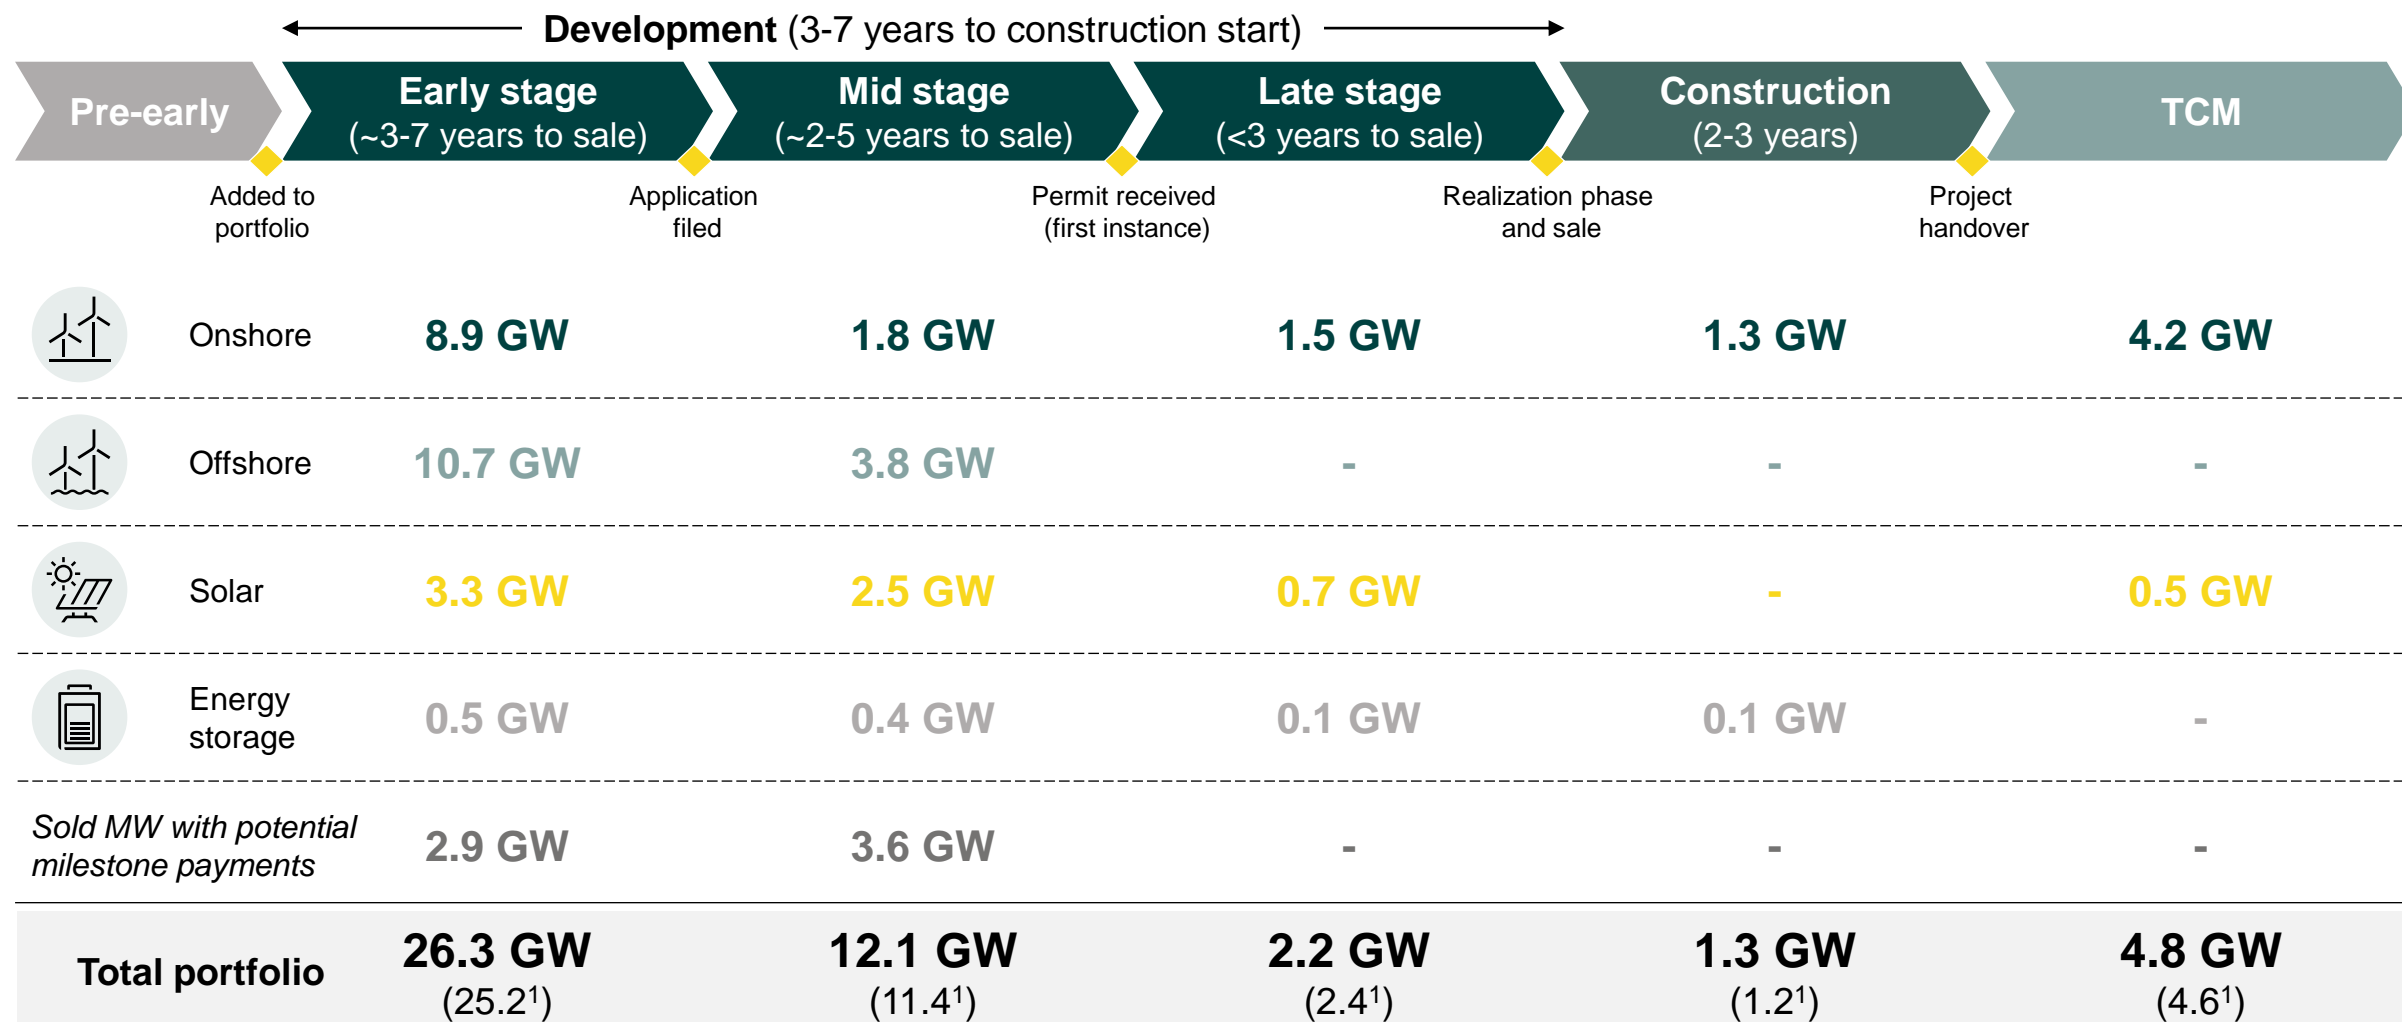 Development (3-7 years to construction start)
Pre-early
Early stage
(~3-7 years to sale)
Mid stage
(~2-5 years to sale)
Late stage
(<3 years to sale)
Construction
(2-3 years)
TCM
Added to
portfolio
Application
filed
Permit received
(first instance)
Realization phase
and sale
Project
handover
Onshore 8.9 GW 1.8 GW 1.5 GW 1.3 GW 4.2 GW
Offshore 10.7 GW 3.8 GW - - -
Solar 3.3 GW 2.5 GW 0.7 GW - 0.5 GW
Energy
storage
0.5 GW 0.4 GW 0.1 GW 0.1 GW -
Sold MW with potential
milestone payments
2.9 GW 3.6 GW - - -
Total portfolio
26.3 GW 12.1 GW 2.2 GW 1.3 GW 4.8 GW
(25.2¹) (11.4¹) (2.4¹) (1.2¹) (4.6¹)